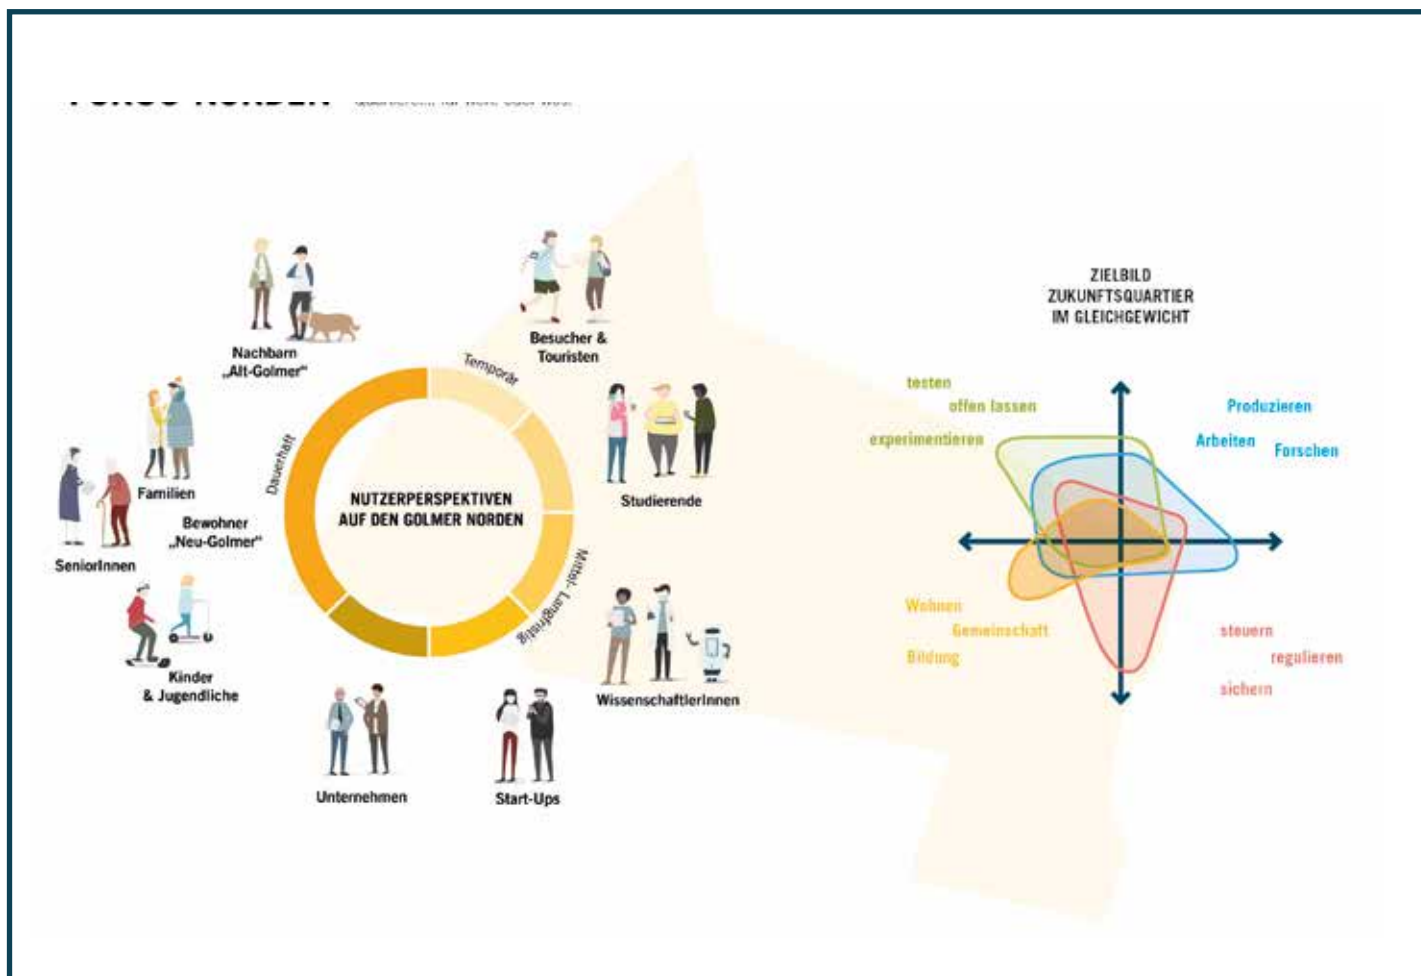 FOKUS NORDEN
Nachbarn
„Alt-Golmer“
Besucher &
Touristen
Temporär
Dauerhaft
Familien
Studierende
NUTZERPERSPEKTIVEN
AUF DEN GOLMER NORDEN
Bewohner
„Neu-Golmer“
SeniorInnen
Mittel- Langfristig
Kinder
& Jugendliche
WissenschaftlerInnen
Unternehmen
Start-Ups
ZIELBILD
ZUKUNFTSQUARTIER
IM GLEICHGEWICHT
testen
offen lassen
experimentieren
Produzieren
Arbeiten
Forschen
Wohnen
Gemeinschaft
Bildung
steuern
regulieren
sichern